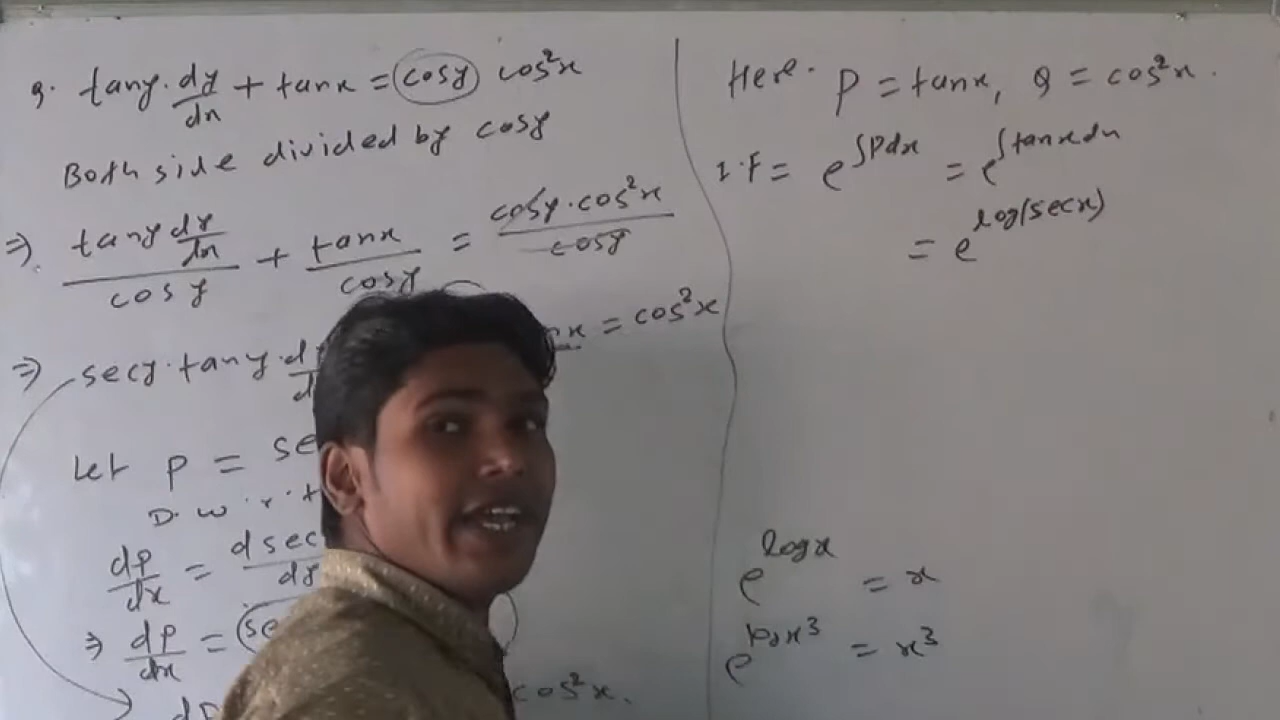 9. tany. dy/dx + tanx = cosy cos²x
Both side divided by cosy
⇒ tany dy/dx / cosy + tanx / cosy = cosy.cos²x / cosy
⇒ secy.tany. = cos²x
Let p =
D. w. r. t
dp/dx =
⇒ dp/dx =
cos²x.
Here. p = tanx, Q = cos²x.
I.F = e^∫Pdx = e^∫tanxdx
= e^log(secx)
e^logx = x
e^logx³ = x³